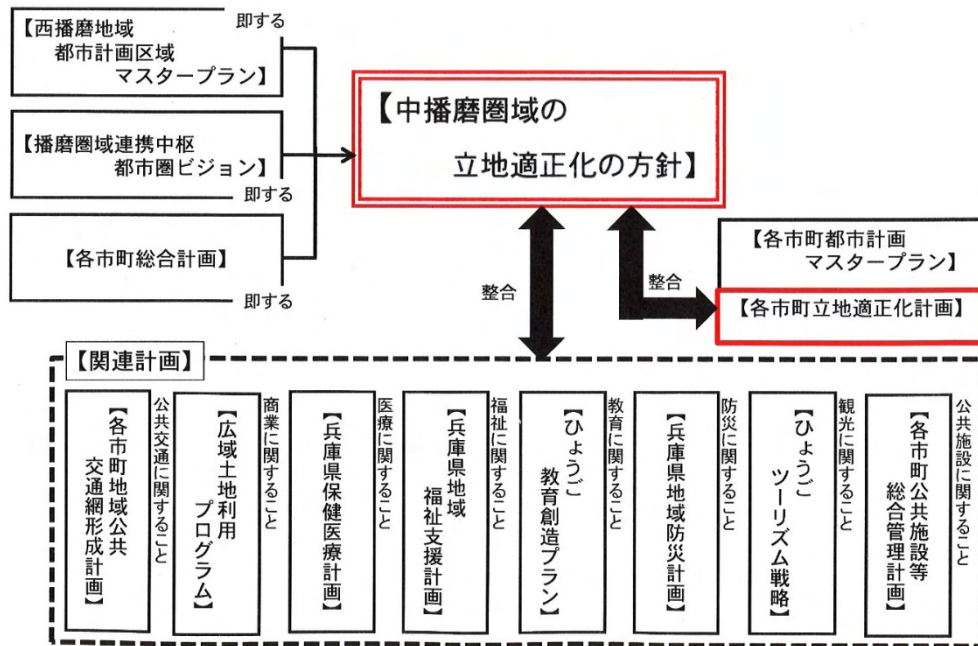 即する
【西播磨地域
都市計画区域
マスタープラン】
【播磨圏域連携中枢
都市圏ビジョン】
即する
【各市町総合計画】
即する
【中播磨圏域の
立地適正化の方針】
整合
整合
【各市町都市計画
マスタープラン】
【各市町立地適正化計画】
【関連計画】
公共交通に関すること
【各市町地域公共
交通網形成計画】
商業に関すること
【広域土地利用
プログラム】
医療に関すること
【兵庫県保健医療計画】
福祉に関すること
【兵庫県地域
福祉支援計画】
教育に関すること
【ひょうご
教育創造プラン】
防災に関すること
【兵庫県地域防災計画】
観光に関すること
【ひょうご
ツーリズム戦略】
公共施設に関すること
【各市町公共施設等
総合管理計画】